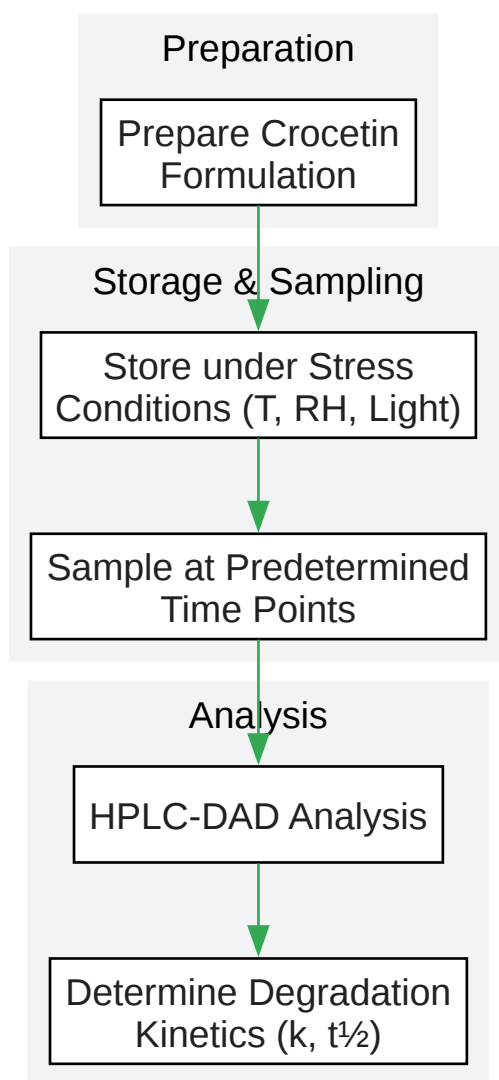 Preparation
Prepare Crocetin
Formulation
Storage & Sampling
Store under Stress
Conditions (T, RH, Light)
Sample at Predetermined
Time Points
Analysis
HPLC-DAD Analysis
Determine Degradation
Kinetics (k, t½)